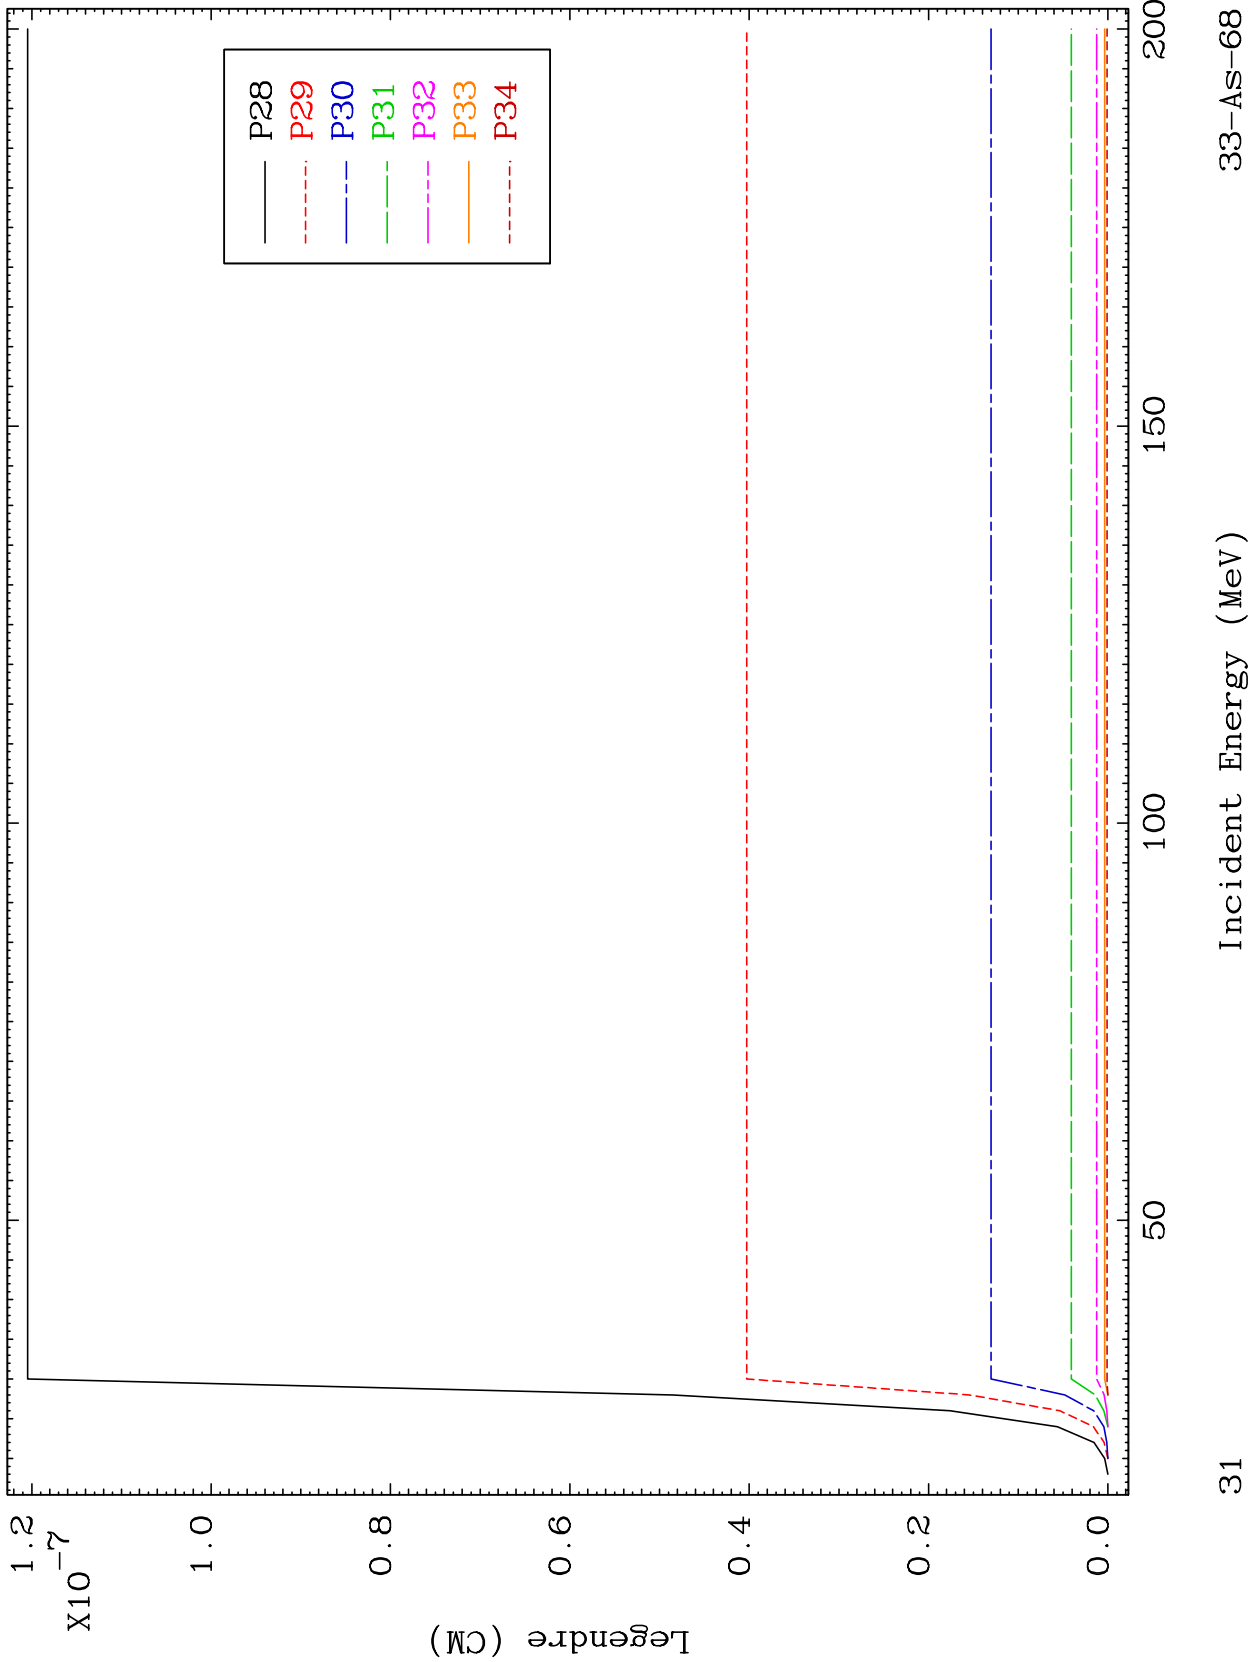 1.2
X10⁻⁷
1.0
0.8
0.6
0.4
0.2
0.0
Legendre (CM)
P28
P29
P30
P31
P32
P33
P34
50
100
150
200
Incident Energy (MeV)
31
33-As-68